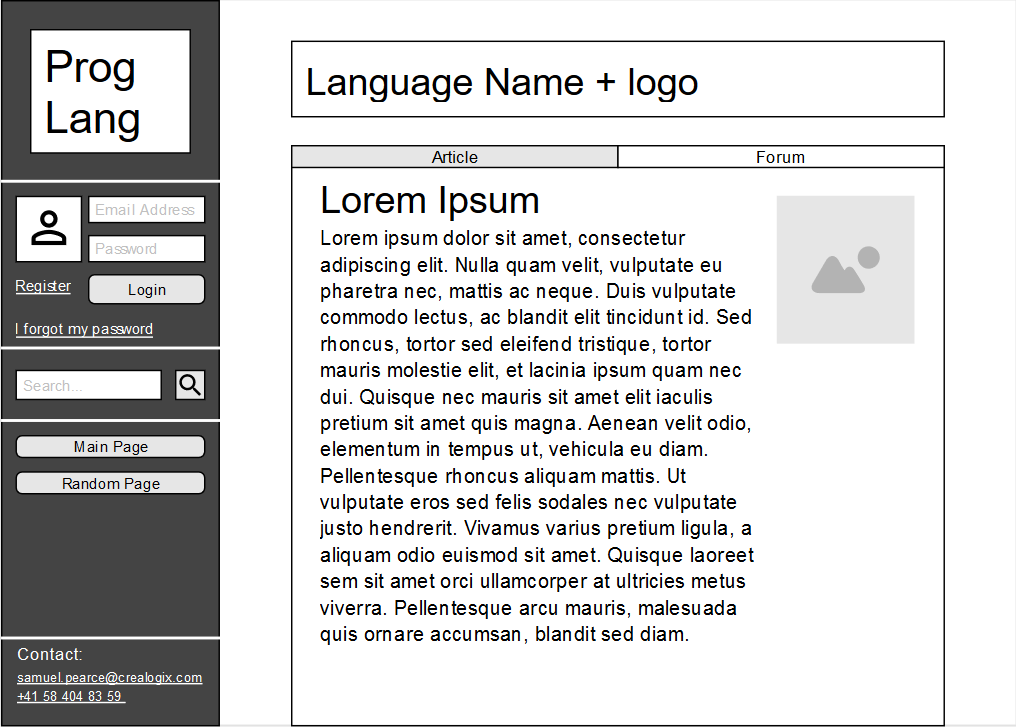 Prog
Lang
Email Address
Password
Register
Login
I forgot my password
Search...
Main Page
Random Page
Contact:
samuel.pearce@crealogix.com
+41 58 404 83 59
Language Name + logo
Article
Forum
Lorem Ipsum
Lorem ipsum dolor sit amet, consectetur
adipiscing elit. Nulla quam velit, vulputate eu
pharetra nec, mattis ac neque. Duis vulputate
commodo lectus, ac blandit elit tincidunt id. Sed
rhoncus, tortor sed eleifend tristique, tortor
mauris molestie elit, et lacinia ipsum quam nec
dui. Quisque nec mauris sit amet elit iaculis
pretium sit amet quis magna. Aenean velit odio,
elementum in tempus ut, vehicula eu diam.
Pellentesque rhoncus aliquam mattis. Ut
vulputate eros sed felis sodales nec vulputate
justo hendrerit. Vivamus varius pretium ligula, a
aliquam odio euismod sit amet. Quisque laoreet
sem sit amet orci ullamcorper at ultricies metus
viverra. Pellentesque arcu mauris, malesuada
quis ornare accumsan, blandit sed diam.